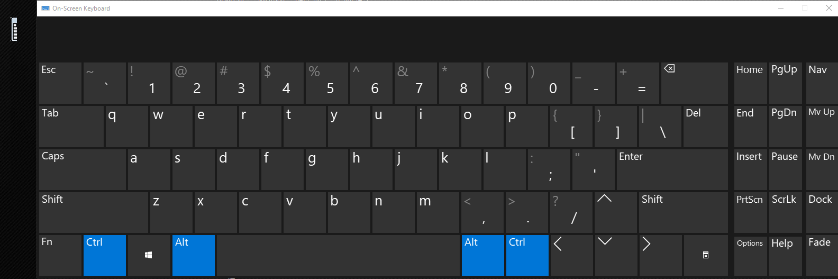 On-Screen Keyboard
Esc ~ ` ! 1 @ 2 # 3 $ 4 % 5 ^ 6 & 7 * 8 ( 9 ) 0 _ - + = Home PgUp Nav
Tab q w e r t y u i o p { [ } ] | \ Del End PgDn Mv Up
Caps a s d f g h j k l : ; " ' Enter Insert Pause Mv Dn
Shift z x c v b n m < , > . ? / Shift PrtScn ScrLk Dock
Fn Ctrl Alt Alt Ctrl Options Help Fade